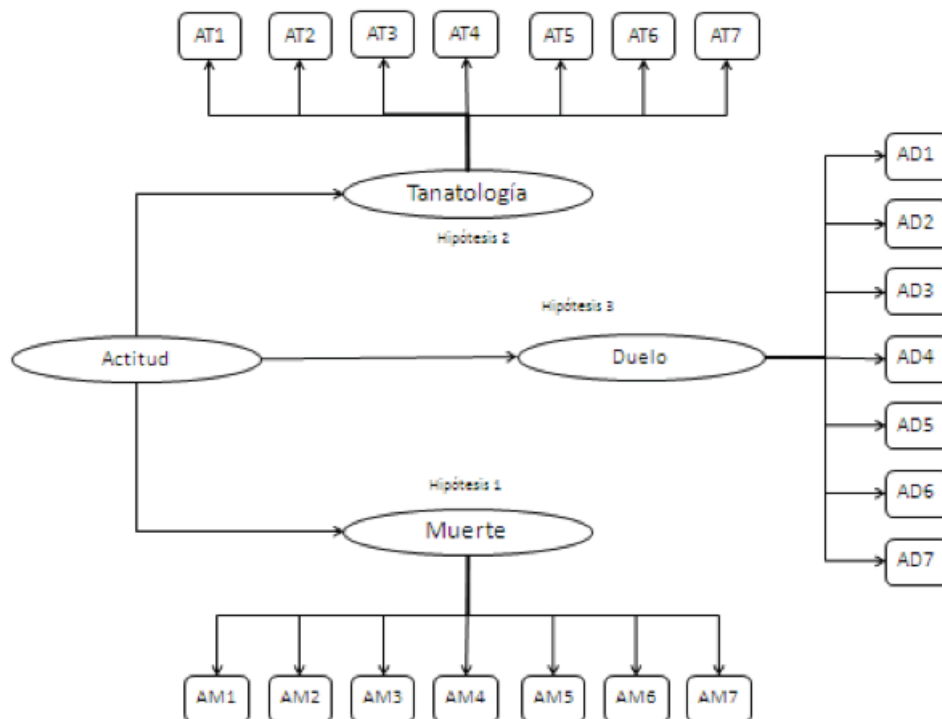 AT1 AT2 AT3 AT4 AT5 AT6 AT7
Tanatología
Hipótesis 2
AD1
AD2
AD3
AD4
AD5
AD6
AD7
Hipótesis 3
Actitud
Duelo
Hipótesis 1
Muerte
AM1 AM2 AM3 AM4 AM5 AM6 AM7